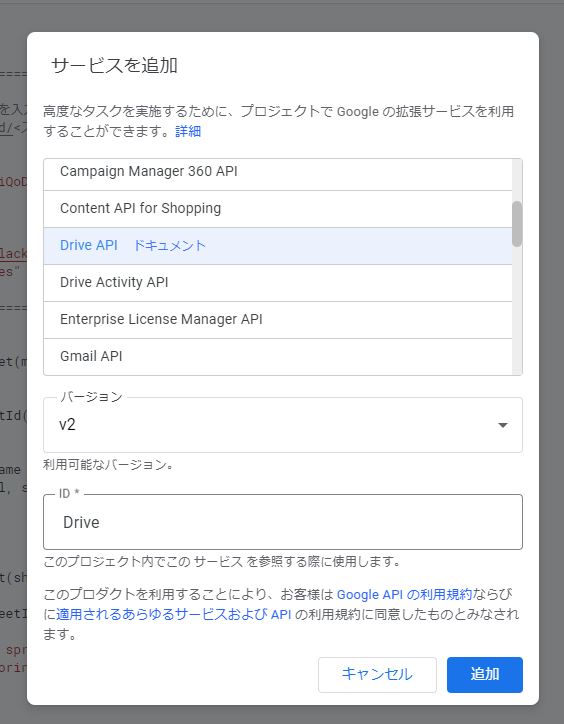 サービスを追加
高度なタスクを実施するために、プロジェクトで Google の拡張サービスを利用
することができます。詳細
Campaign Manager 360 API
Content API for Shopping
Drive API ドキュメント
Drive Activity API
Enterprise License Manager API
Gmail API
バージョン
v2
利用可能なバージョン。
ID *
Drive
このプロジェクト内でこの サービス を参照する際に使用します。
このプロダクトを利用することにより、お客様は Google API の利用規約ならび
に適用されるあらゆるサービスおよび API の利用規約に同意したものとみなされ
ます。
キャンセル
追加